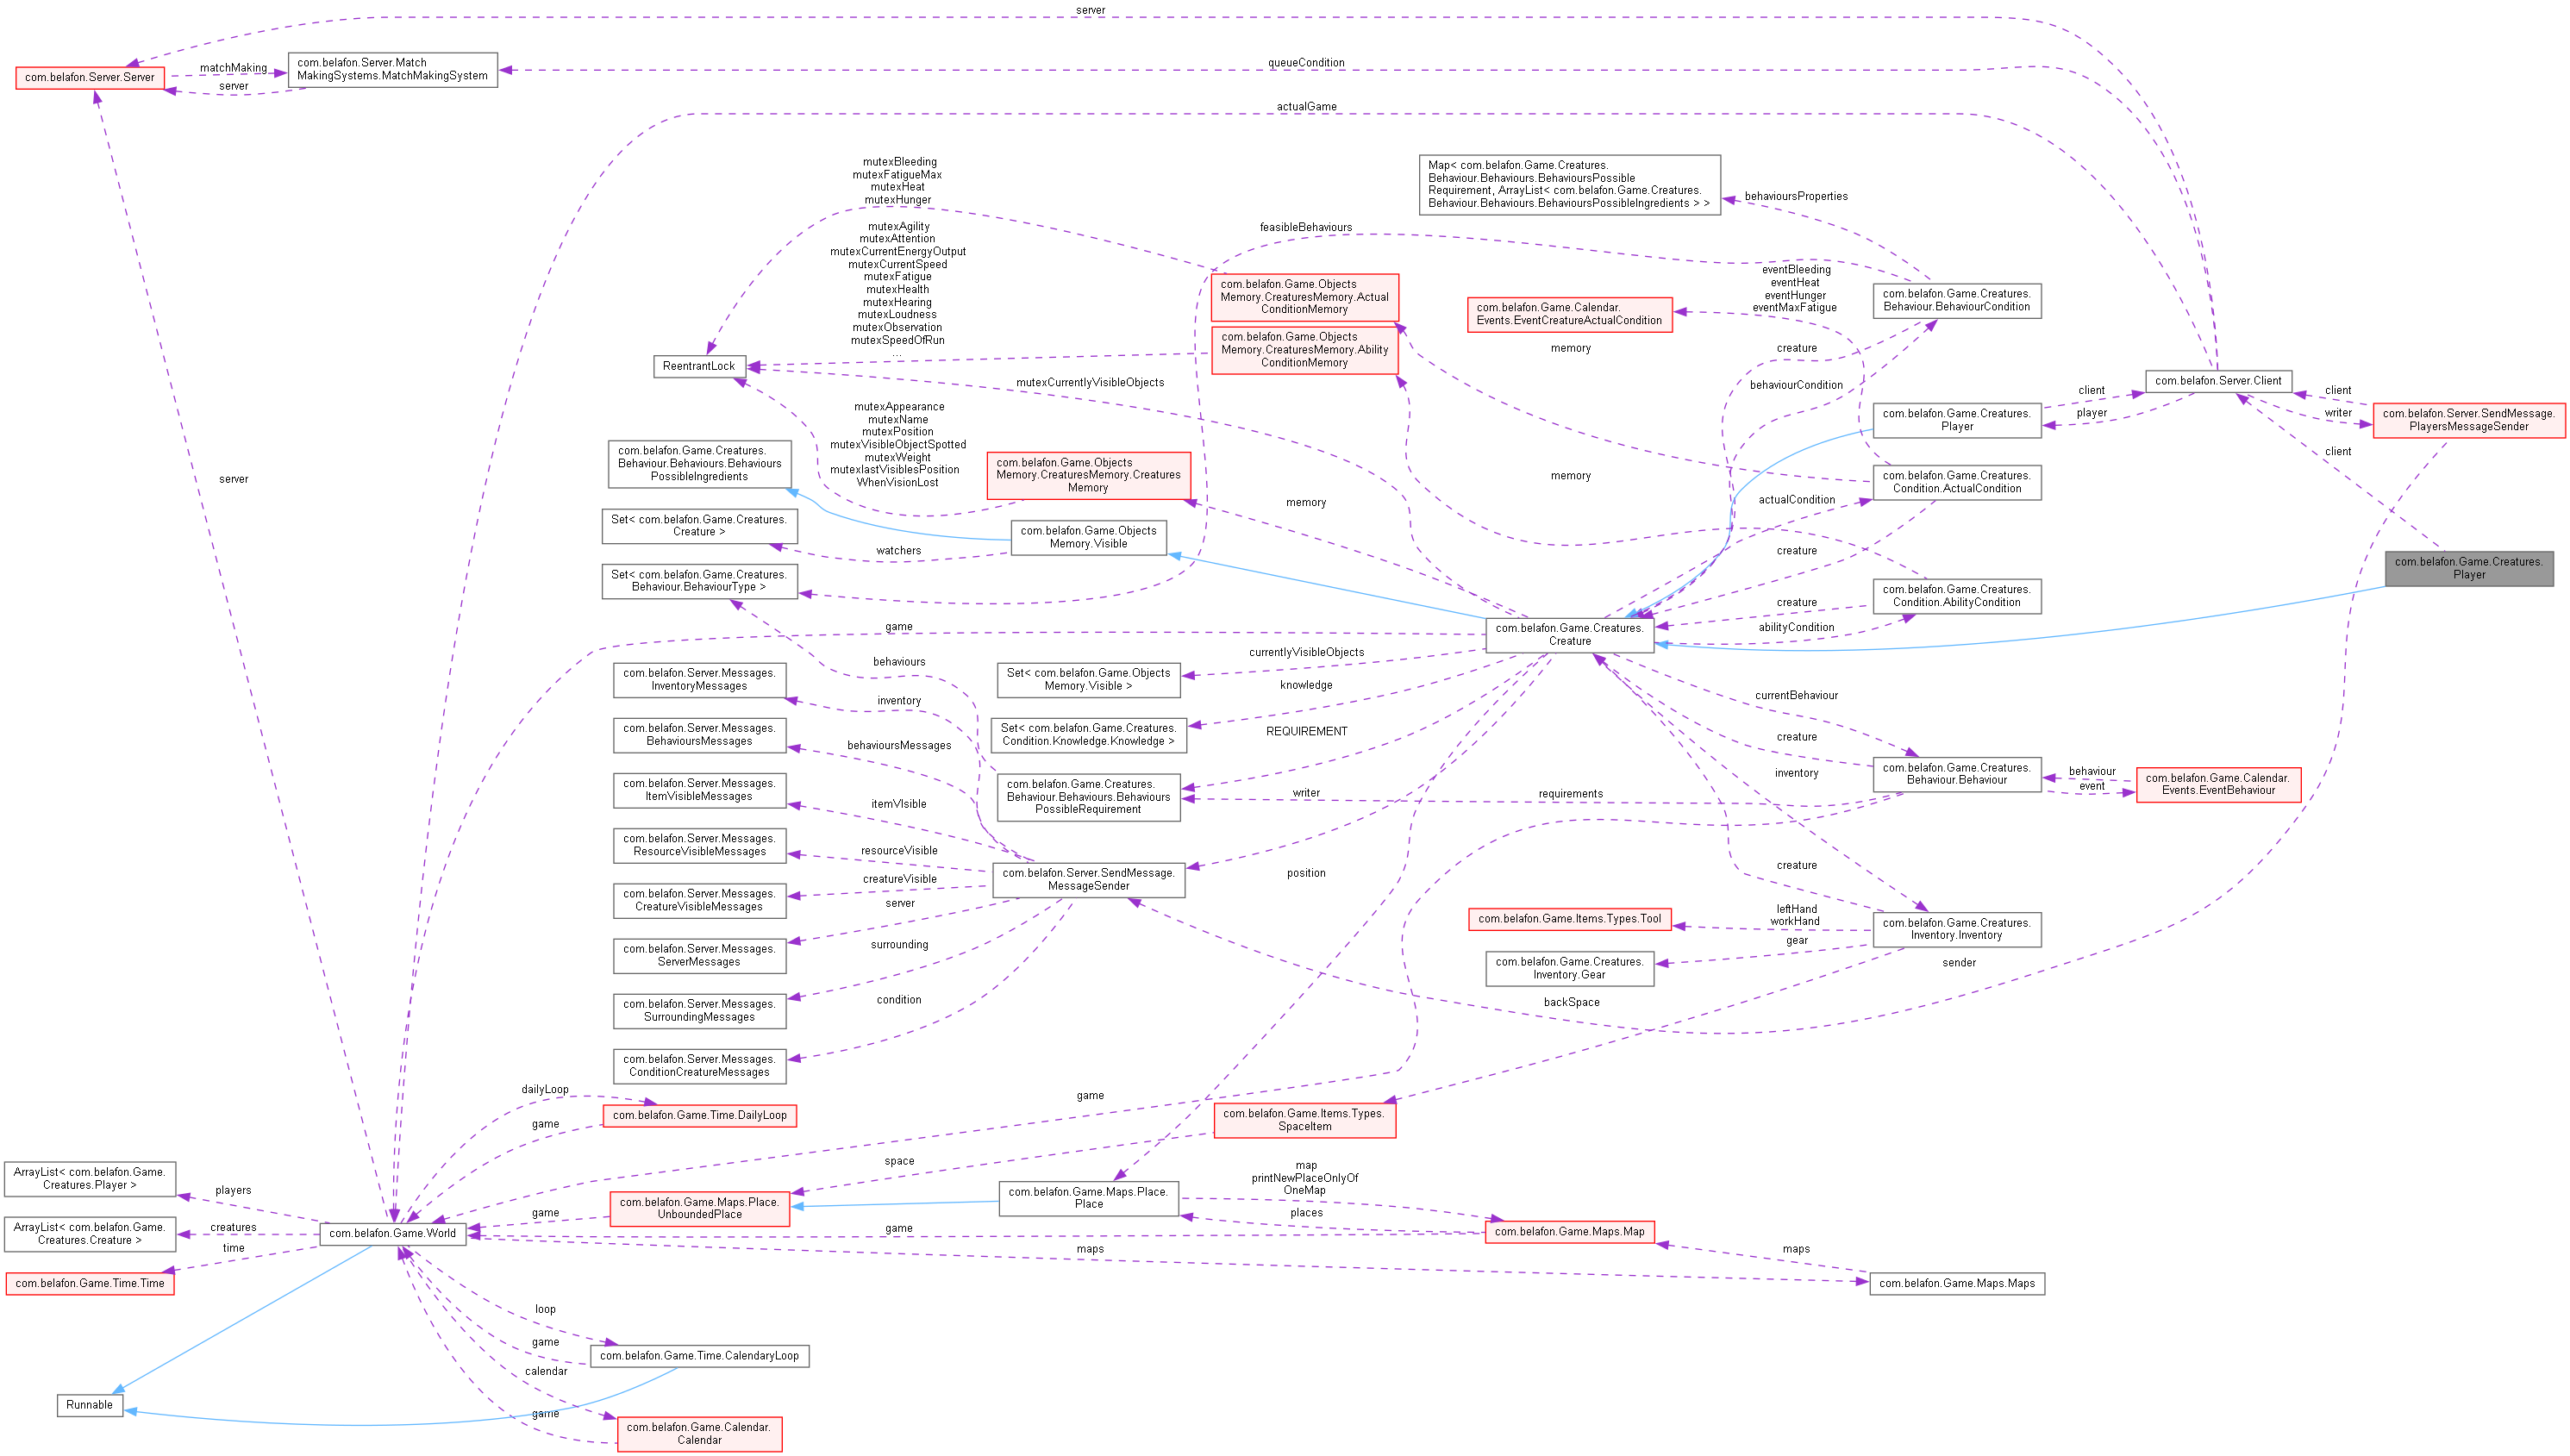 server
com.belafon.Server.Server
matchMaking
server
com.belafon.Server.Match
MakingSystems.MatchMakingSystem
queueCondition
actualGame
mutexBleeding
mutexFatigueMax
mutexHeat
mutexHunger
Map< com.belafon.Game.Creatures.
Behaviour.Behaviours.BehavioursPossible
Requirement, ArrayList< com.belafon.Game.Creatures.
Behaviour.Behaviours.BehavioursPossibleIngredients > >
behavioursProperties
feasibleBehaviours
mutexAgility
mutexAttention
mutexCurrentEnergyOutput
mutexCurrentSpeed
mutexFatigue
mutexHealth
mutexHearing
mutexLoudness
mutexObservation
mutexSpeedOfRun
...
com.belafon.Game.Objects
Memory.CreaturesMemory.Actual
ConditionMemory
com.belafon.Game.Objects
Memory.CreaturesMemory.Ability
ConditionMemory
com.belafon.Game.Calendar.
Events.EventCreatureActualCondition
eventBleeding
eventHeat
eventHunger
eventMaxFatigue
com.belafon.Game.Creatures.
Behaviour.BehaviourCondition
memory
creature
behaviourCondition
ReentrantLock
mutexCurrentlyVisibleObjects
com.belafon.Server.Client
client
player
com.belafon.Game.Creatures.
Player
client
writer
com.belafon.Server.SendMessage.
PlayersMessageSender
client
mutexAppearance
mutexName
mutexPosition
mutexVisibleObjectSpotted
mutexWeight
mutexlastVisiblesPosition
WhenVisionLost
com.belafon.Game.Creatures.
Behaviour.Behaviours.Behaviours
PossibleIngredients
com.belafon.Game.Objects
Memory.CreaturesMemory.Creatures
Memory
memory
memory
actualCondition
com.belafon.Game.Creatures.
Condition.ActualCondition
server
Set< com.belafon.Game.Creatures.
Creature >
watchers
com.belafon.Game.Objects
Memory.Visible
creature
com.belafon.Game.Creatures.
Player
Set< com.belafon.Game.Creatures.
Behaviour.BehaviourType >
creature
abilityCondition
com.belafon.Game.Creatures.
Condition.AbilityCondition
game
com.belafon.Game.Creatures.
Creature
behaviours
currentlyVisibleObjects
Set< com.belafon.Game.Objects
Memory.Visible >
knowledge
Set< com.belafon.Game.Creatures.
Condition.Knowledge.Knowledge >
REQUIREMENT
com.belafon.Game.Creatures.
Behaviour.Behaviours.Behaviours
PossibleRequirement
writer
requirements
currentBehaviour
creature
inventory
com.belafon.Game.Creatures.
Behaviour.Behaviour
behaviour
event
com.belafon.Game.Calendar.
Events.EventBehaviour
com.belafon.Server.Messages.
InventoryMessages
inventory
com.belafon.Server.Messages.
BehavioursMessages
behavioursMessages
com.belafon.Server.Messages.
ItemVisibleMessages
itemVIsible
com.belafon.Server.Messages.
ResourceVisibleMessages
resourceVisible
com.belafon.Server.Messages.
CreatureVisibleMessages
creatureVisible
com.belafon.Server.Messages.
ServerMessages
server
com.belafon.Server.Messages.
SurroundingMessages
surrounding
com.belafon.Server.Messages.
ConditionCreatureMessages
condition
com.belafon.Server.SendMessage.
MessageSender
position
creature
com.belafon.Game.Items.Types.Tool
leftHand
workHand
gear
com.belafon.Game.Creatures.
Inventory.Gear
com.belafon.Game.Creatures.
Inventory.Inventory
sender
backSpace
dailyLoop
com.belafon.Game.Time.DailyLoop
game
game
com.belafon.Game.Items.Types.
SpaceItem
space
ArrayList< com.belafon.Game.
Creatures.Player >
players
ArrayList< com.belafon.Game.
Creatures.Creature >
creatures
time
com.belafon.Game.Time.Time
com.belafon.Game.World
game
com.belafon.Game.Maps.Place.
UnboundedPlace
com.belafon.Game.Maps.Place.
Place
map
printNewPlaceOnlyOf
OneMap
places
game
com.belafon.Game.Maps.Map
maps
maps
com.belafon.Game.Maps.Maps
loop
game
com.belafon.Game.Time.CalendaryLoop
calendar
Runnable
game
com.belafon.Game.Calendar.
Calendar